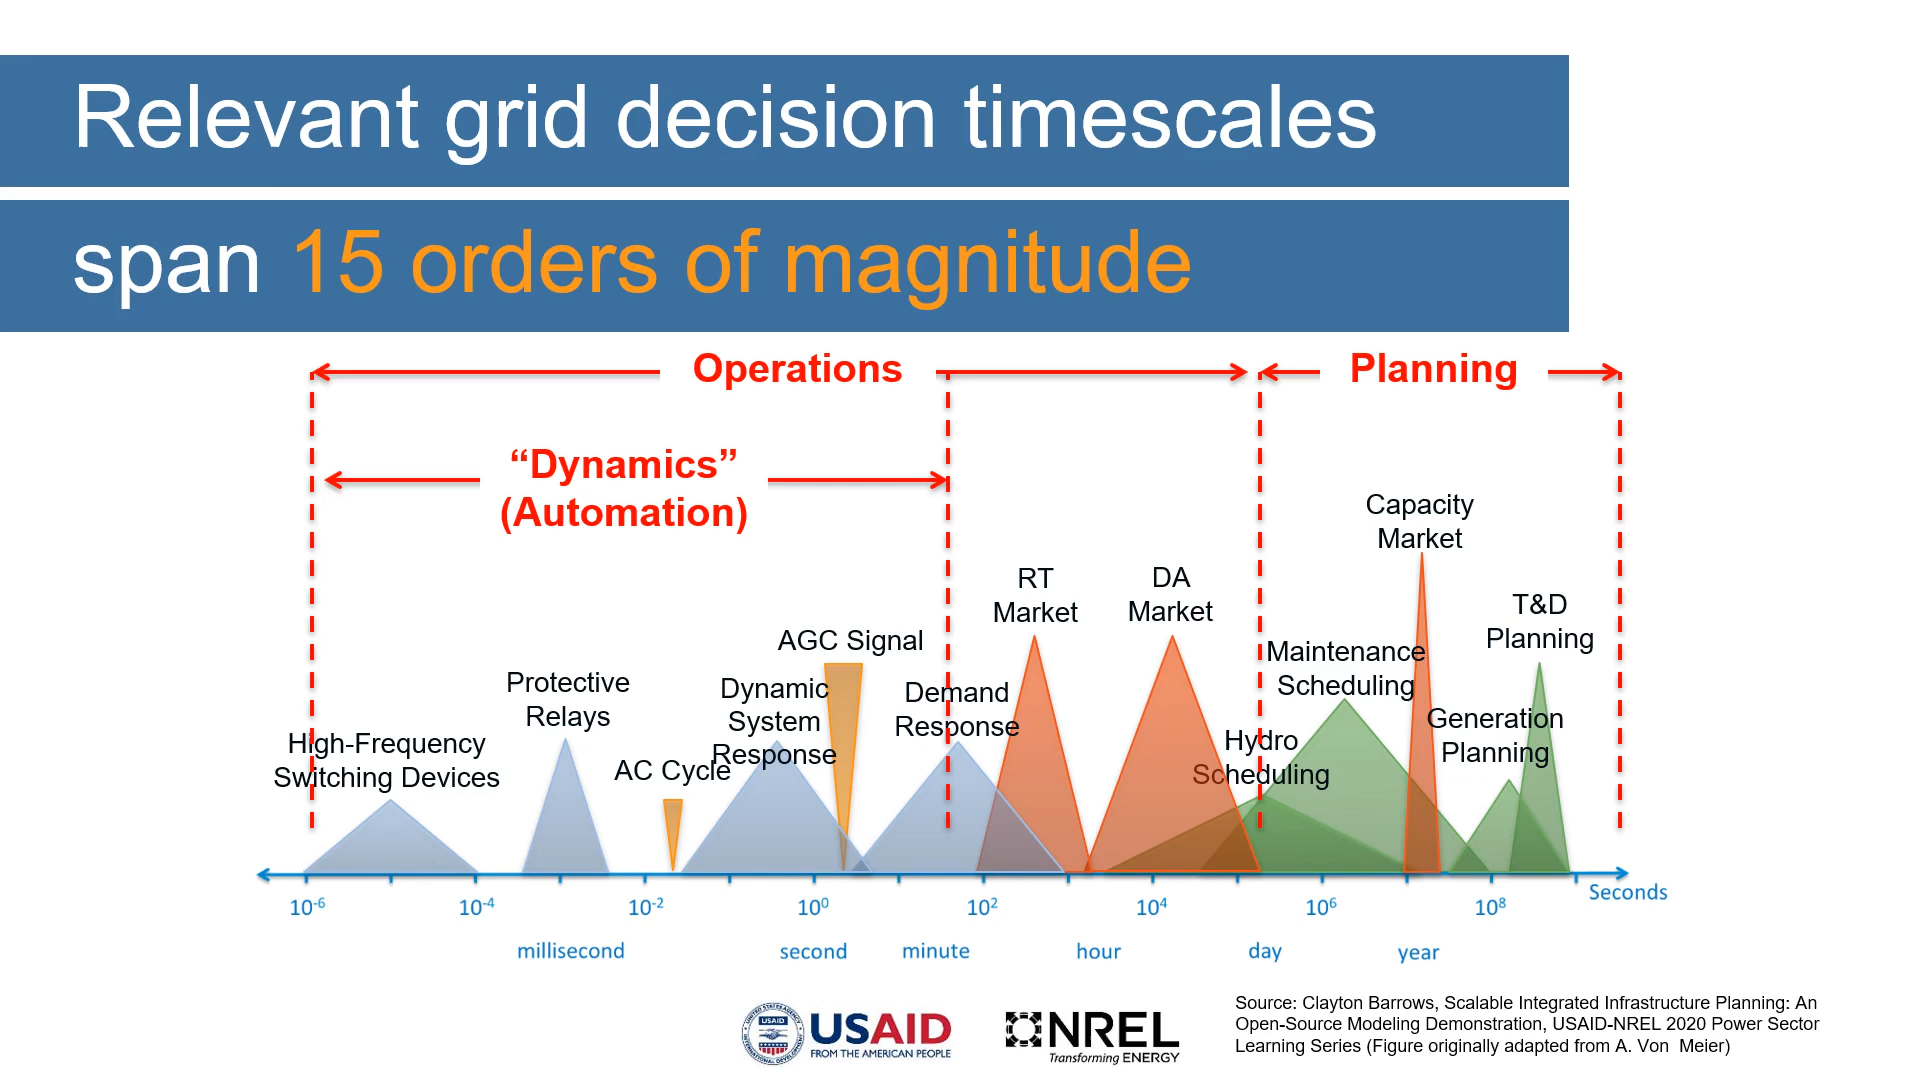 Relevant grid decision timescales
span 15 orders of magnitude
Operations
Planning
“Dynamics”
(Automation)
Capacity
Market
RT
Market
DA
Market
T&D
Planning
AGC Signal
Maintenance
Scheduling
Protective
Relays
Dynamic
System
Response
Demand
Response
Generation
Planning
High-Frequency
Switching Devices
AC Cycle
Hydro
Scheduling
10⁻⁶ 10⁻⁴ 10⁻² 10⁰ 10² 10⁴ 10⁶ 10⁸ Seconds
millisecond second minute hour day year
USAID
FROM THE AMERICAN PEOPLE
NREL
Transforming ENERGY
Source: Clayton Barrows, Scalable Integrated Infrastructure Planning: An
Open-Source Modeling Demonstration, USAID-NREL 2020 Power Sector
Learning Series (Figure originally adapted from A. Von Meier)